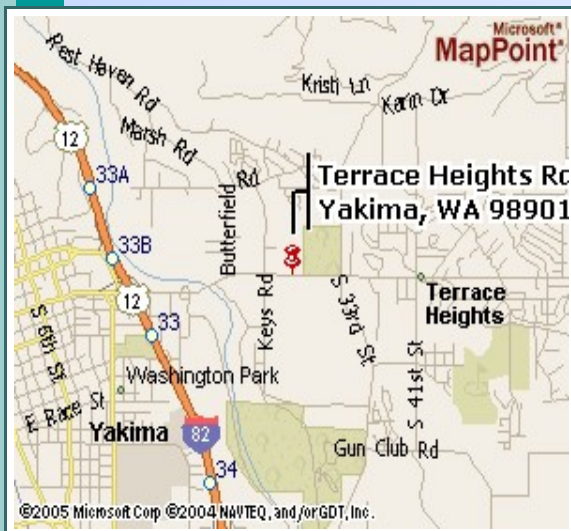 Microsoft®
MapPoint®
Rest Haven Rd
Krish Ln
Karin Dr
12
Marsh Rd
33A
Rd
Terrace Heights Rd
Yakima, WA 98901
Butterfield
33B
12
Terrace
Heights
S 33rd St
Keys Rd
33
S 6th St
Washington Park
S 41st St
E Race St
Yakima
82
Gun Club Rd
34
©2005 Microsoft Corp ©2004 NAVTEQ, and/or GDT, Inc.